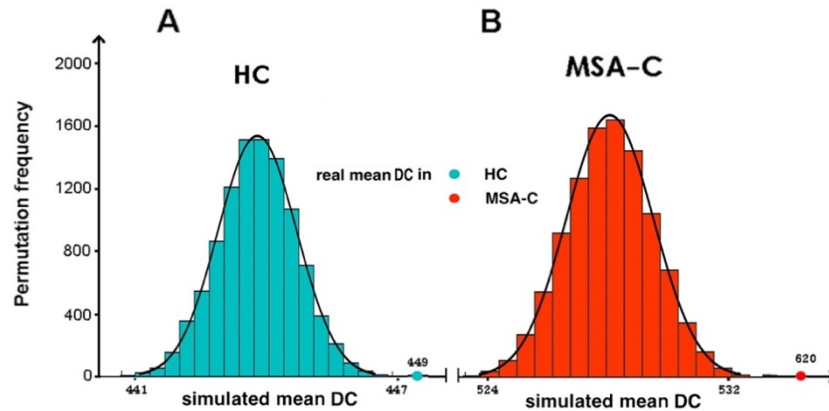 A
B
HC
MSA–C
Permutation frequency
2000
1600
1200
800
400
0
real mean DC in
HC
MSA-C
449
620
441
447
524
532
simulated mean DC
simulated mean DC